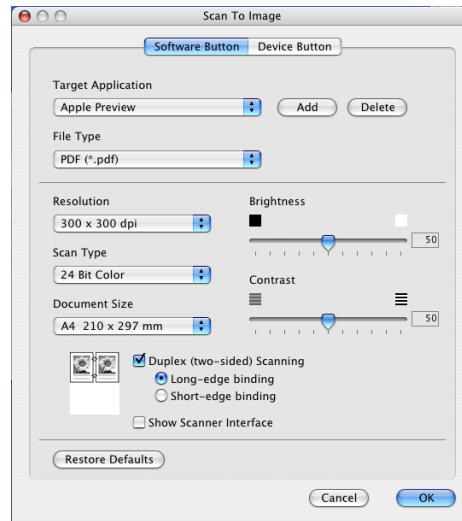 Scan To Image
Software Button Device Button
Target Application
Apple Preview Add Delete
File Type
PDF (*.pdf)
Resolution Brightness
300 x 300 dpi
50
Scan Type
24 Bit Color
Contrast
Document Size
A4 210 x 297 mm 50
Duplex (two-sided) Scanning
Long-edge binding
Short-edge binding
Show Scanner Interface
Restore Defaults
Cancel OK